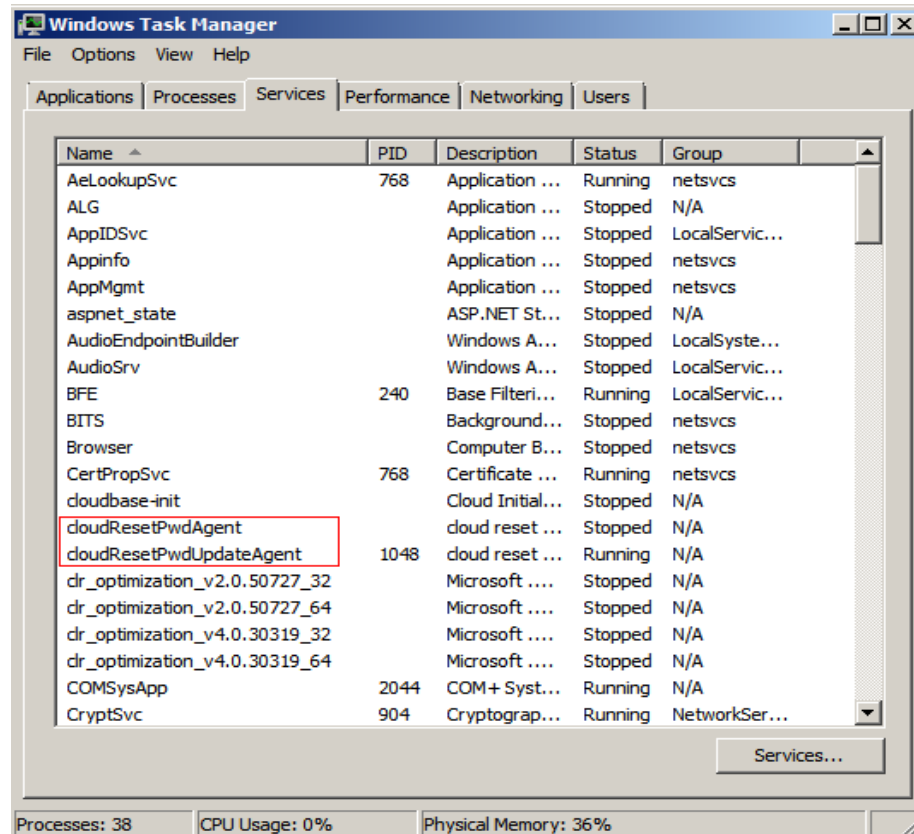 Windows Task Manager
File Options View Help
Applications Processes Services Performance Networking Users
Name PID Description Status Group
AeLookupSvc 768 Application ... Running netsvcs
ALG Application ... Stopped N/A
AppIDSvc Application ... Stopped LocalServic...
Appinfo Application ... Stopped netsvcs
AppMgmt Application ... Stopped netsvcs
aspnet_state ASP.NET St... Stopped N/A
AudioEndpointBuilder Windows A... Stopped LocalSyste...
AudioSrv Windows A... Stopped LocalServic...
BFE 240 Base Filteri... Running LocalServic...
BITS Background... Stopped netsvcs
Browser Computer B... Stopped netsvcs
CertPropSvc 768 Certificate ... Running netsvcs
cloudbase-init Cloud Initial... Stopped N/A
cloudResetPwdAgent cloud reset ... Stopped N/A
cloudResetPwdUpdateAgent 1048 cloud reset ... Running N/A
clr_optimization_v2.0.50727_32 Microsoft .... Stopped N/A
clr_optimization_v2.0.50727_64 Microsoft .... Stopped N/A
clr_optimization_v4.0.30319_32 Microsoft .... Stopped N/A
clr_optimization_v4.0.30319_64 Microsoft .... Stopped N/A
COMSysApp 2044 COM+ Syst... Running N/A
CryptSvc 904 Cryptograp... Running NetworkSer...
Services...
Processes: 38 CPU Usage: 0% Physical Memory: 36%